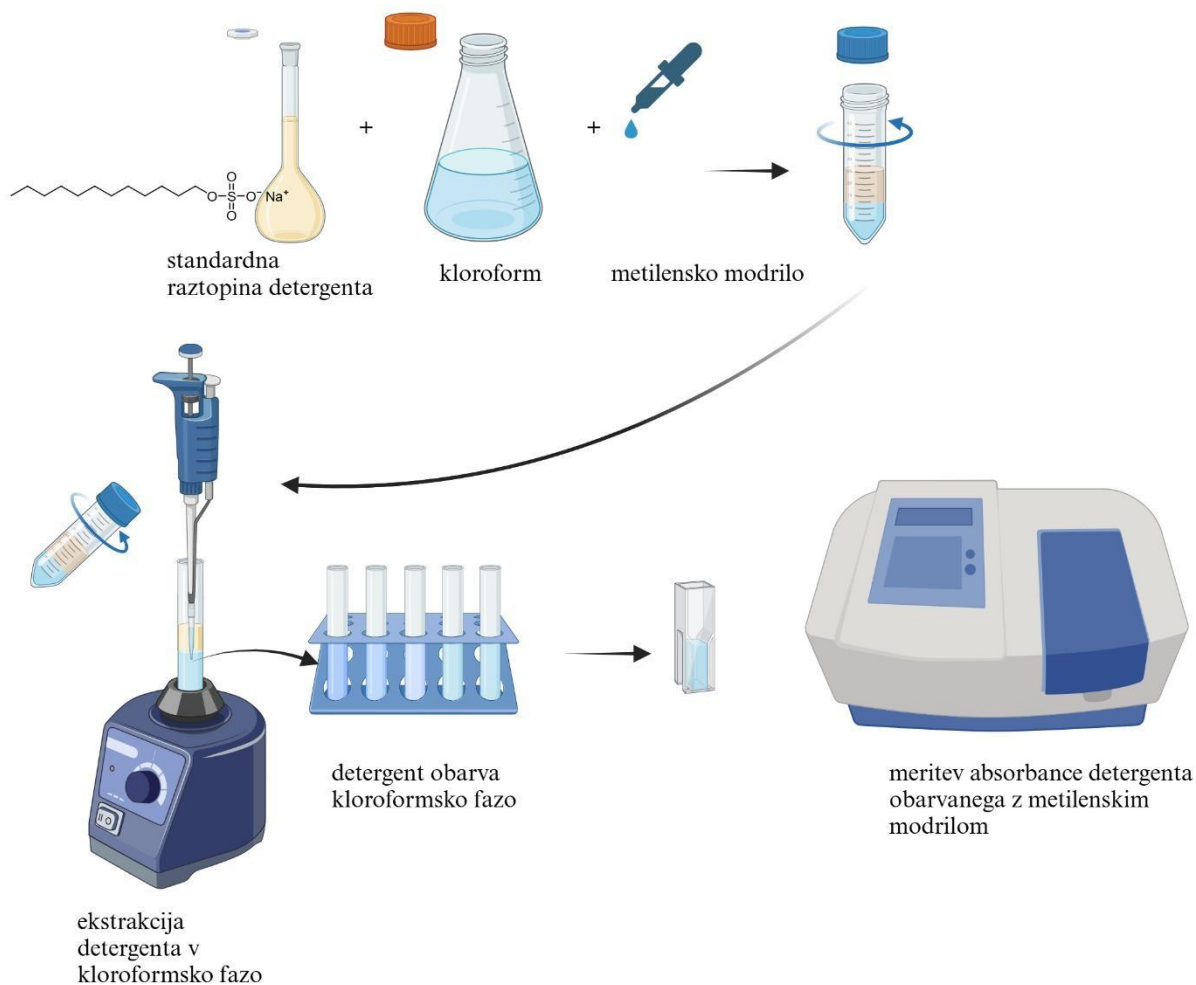 +
+
O
O-S-O⁻ Na⁺
O
standardna
raztopina detergenta
kloroform
metilensko modrilo
detergent obarva
kloroformsko fazo
meritev absorbance detergenta
obarvanega z metilenskim
modrilom
ekstrakcija
detergenta v
kloroformsko fazo